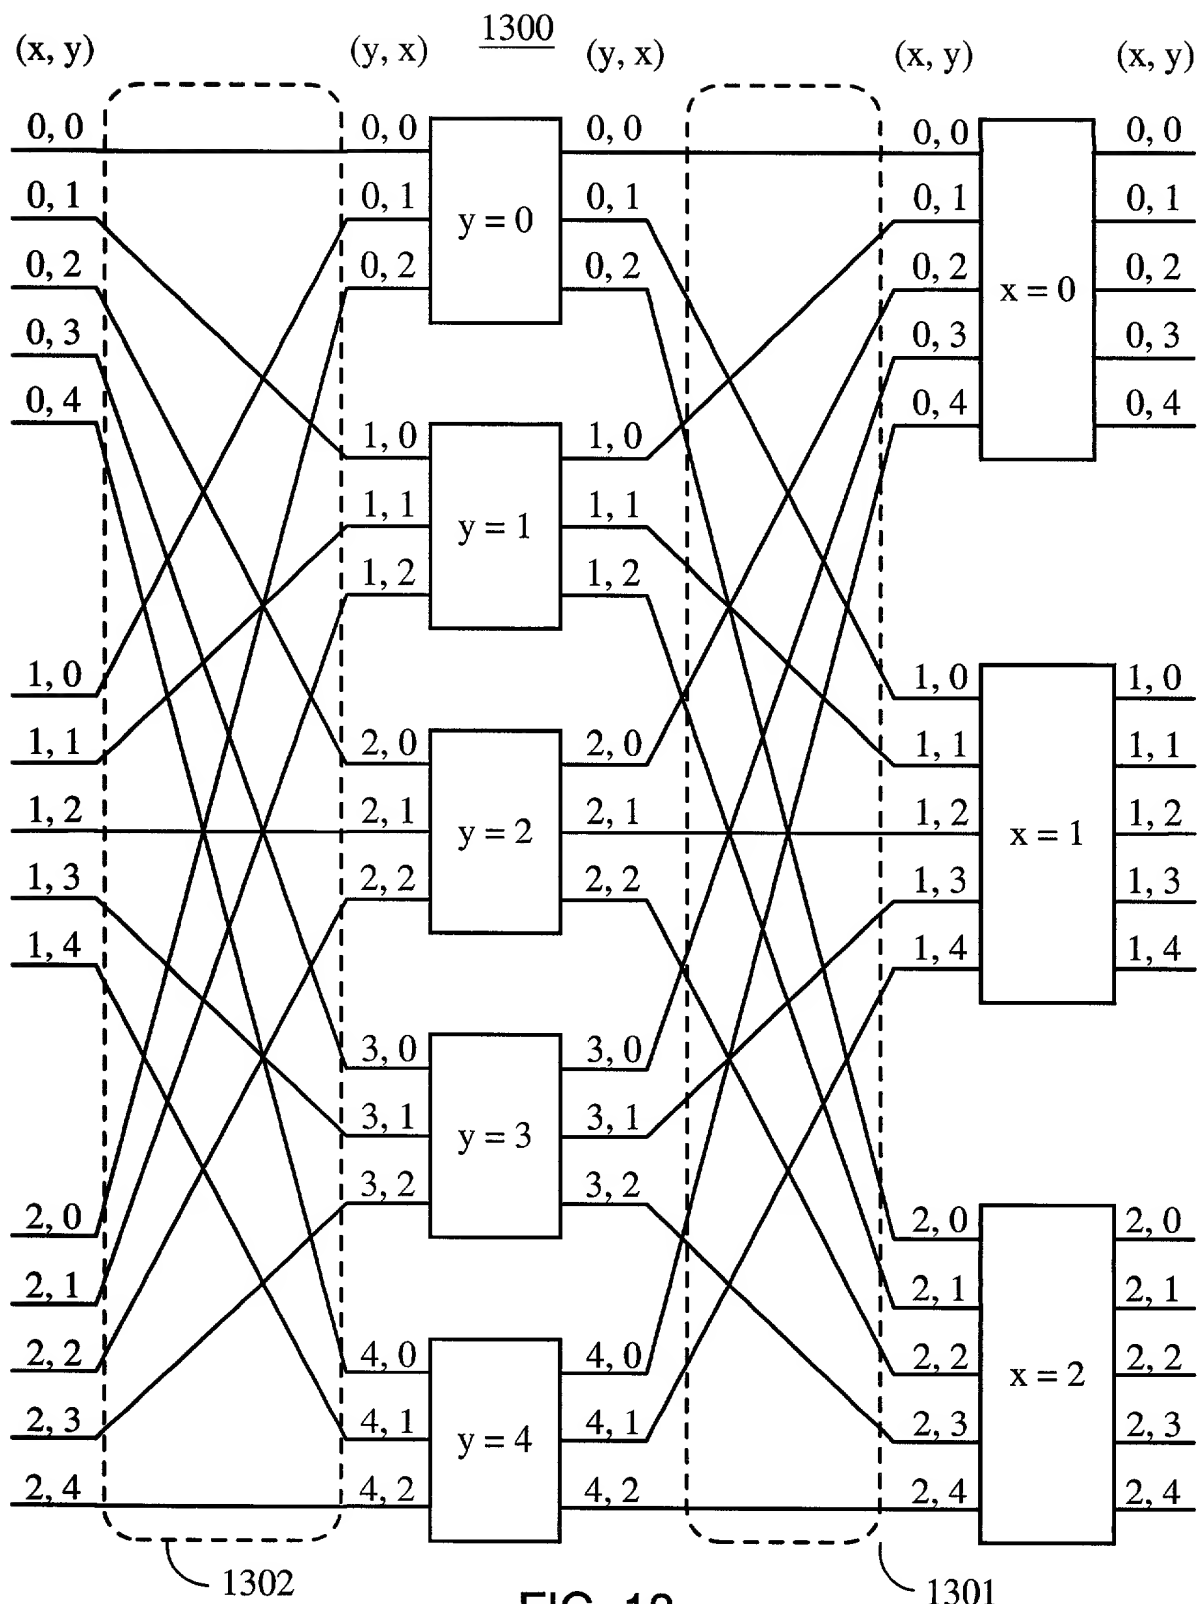 1300
(x, y) (y, x) (y, x) (x, y) (x, y)
0, 0 0, 0 0, 0 0, 0 0, 0
0, 1 0, 1 y = 0 0, 1 0, 1 0, 1
0, 2 0, 2 0, 2 0, 2 x = 0 0, 2
0, 3 0, 3 0, 3
0, 4 0, 4 0, 4
1, 0 1, 0
1, 1 y = 1 1, 1
1, 2 1, 2
1, 0 1, 0 1, 0
1, 1 2, 0 2, 0 1, 1 1, 1
1, 2 2, 1 y = 2 2, 1 1, 2 x = 1 1, 2
1, 3 2, 2 2, 2 1, 3 1, 3
1, 4 1, 4 1, 4
3, 0 3, 0
3, 1 y = 3 3, 1
3, 2 3, 2
2, 0 2, 0 2, 0
2, 1 2, 1 2, 1
2, 2 4, 0 4, 0 2, 2 x = 2 2, 2
2, 3 4, 1 y = 4 4, 1 2, 3 2, 3
2, 4 4, 2 4, 2 2, 4 2, 4
1302 1301
FIG.